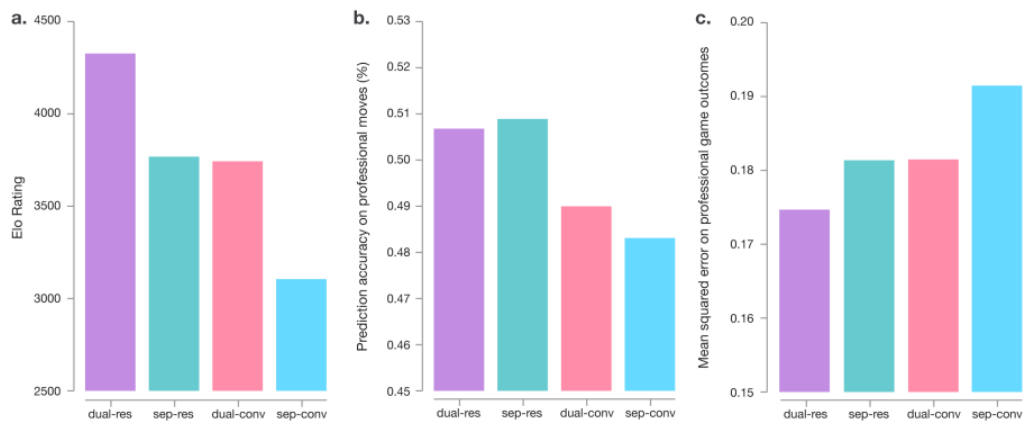 a.
Elo Rating
4500
4000
3500
3000
2500
dual-res sep-res dual-conv sep-conv
b.
Prediction accuracy on professional moves (%)
0.53
0.52
0.51
0.50
0.49
0.48
0.47
0.46
0.45
dual-res sep-res dual-conv sep-conv
c.
Mean squared error on professional game outcomes
0.20
0.19
0.18
0.17
0.16
0.15
dual-res sep-res dual-conv sep-conv